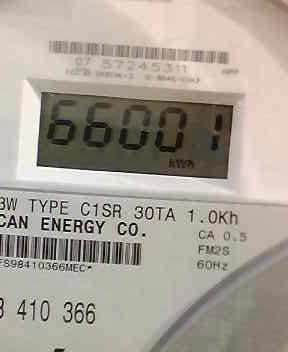 07 57245311
66001
kWh
3W TYPE C1SR 30TA 1.0Kh
CAN ENERGY CO.
CA 0.5
FM2S
FS98410366MEC*
60Hz
3 410 366